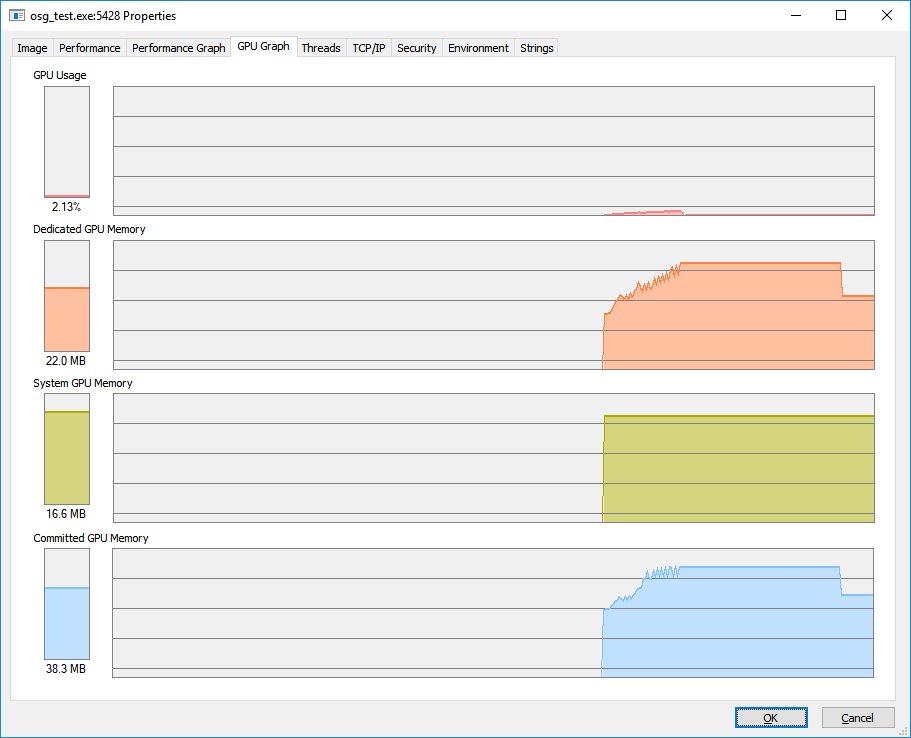 osg_test.exe:5428 Properties
Image Performance Performance Graph GPU Graph Threads TCP/IP Security Environment Strings
GPU Usage
2.13%
Dedicated GPU Memory
22.0 MB
System GPU Memory
16.6 MB
Committed GPU Memory
38.3 MB
OK Cancel